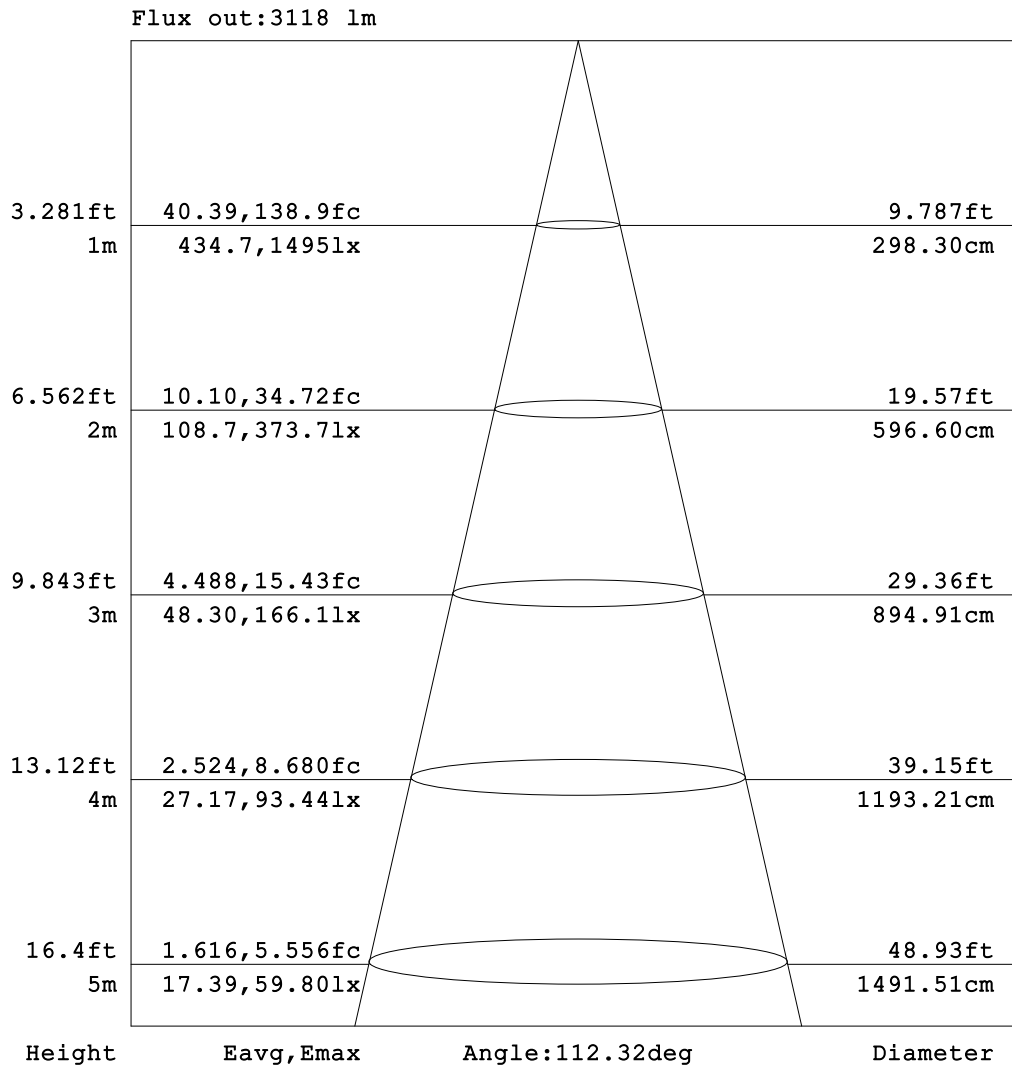 Flux out:3118 lm
3.281ft 40.39,138.9fc 9.787ft
1m 434.7,1495lx 298.30cm
6.562ft 10.10,34.72fc 19.57ft
2m 108.7,373.7lx 596.60cm
9.843ft 4.488,15.43fc 29.36ft
3m 48.30,166.1lx 894.91cm
13.12ft 2.524,8.680fc 39.15ft
4m 27.17,93.44lx 1193.21cm
16.4ft 1.616,5.556fc 48.93ft
5m 17.39,59.80lx 1491.51cm
Height Eavg,Emax Angle:112.32deg Diameter